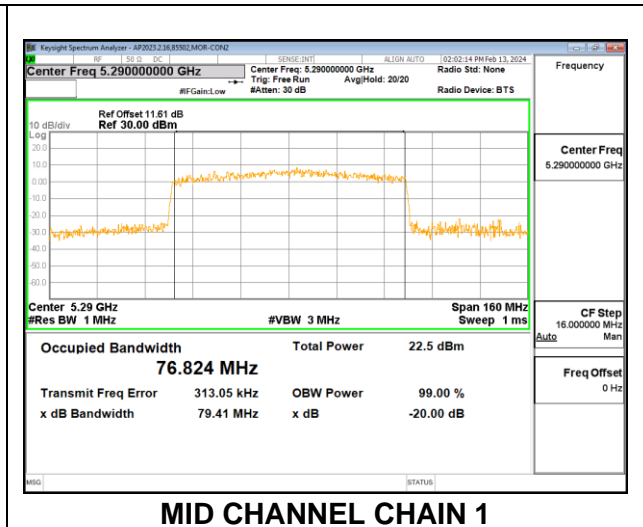 Keysight Spectrum Analyzer - AP2023.2.16,85502,MOR-CON2
RF 50 Ω DC SENSE:INT ALIGN AUTO 02:02:14 PM Feb 13, 2024
Center Freq 5.290000000 GHz
Center Freq: 5.290000000 GHz
Radio Std: None
Trig: Free Run Avg|Hold: 20/20
#IFGain:Low #Atten: 30 dB Radio Device: BTS
Frequency
Ref Offset 11.61 dB
10 dB/div Ref 30.00 dBm
Log
20.0
10.0
0.00
-10.0
-20.0
-30.0
-40.0
-50.0
-60.0
Center 5.29 GHz Span 160 MHz
#Res BW 1 MHz #VBW 3 MHz Sweep 1 ms
Center Freq
5.290000000 GHz
CF Step
16.000000 MHz
Auto Man
Freq Offset
0 Hz
Occupied Bandwidth Total Power 22.5 dBm
76.824 MHz
Transmit Freq Error 313.05 kHz OBW Power 99.00 %
x dB Bandwidth 79.41 MHz x dB -20.00 dB
MSG STATUS
MID CHANNEL CHAIN 1